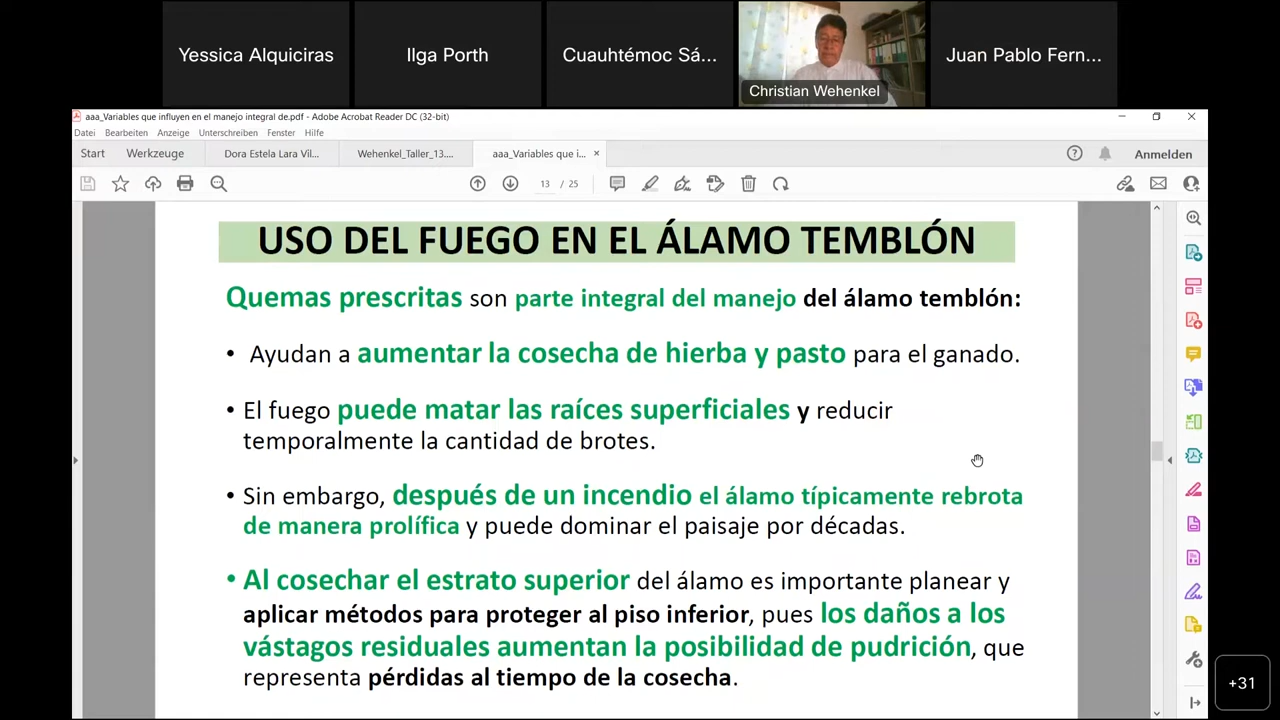 Yessica Alquiciras
Ilga Porth
Cuauhtémoc Sá...
Christian Wehenkel
Juan Pablo Fern...
aaa_Variables que influyen en el manejo integral de.pdf - Adobe Acrobat Reader DC (32-bit)
Datei Bearbeiten Anzeige Unterschreiben Fenster Hilfe
Start Werkzeuge Dora Estela Lara Vil... Wehenkel_Taller_13.... aaa_Variables que i... × Anmelden
13 / 25
USO DEL FUEGO EN EL ÁLAMO TEMBLÓN
Quemas prescritas son parte integral del manejo del álamo temblón:
• Ayudan a aumentar la cosecha de hierba y pasto para el ganado.
• El fuego puede matar las raíces superficiales y reducir
temporalmente la cantidad de brotes.
• Sin embargo, después de un incendio el álamo típicamente rebrota
de manera prolífica y puede dominar el paisaje por décadas.
• Al cosechar el estrato superior del álamo es importante planear y
aplicar métodos para proteger al piso inferior, pues los daños a los
vástagos residuales aumentan la posibilidad de pudrición, que
representa pérdidas al tiempo de la cosecha.
+31